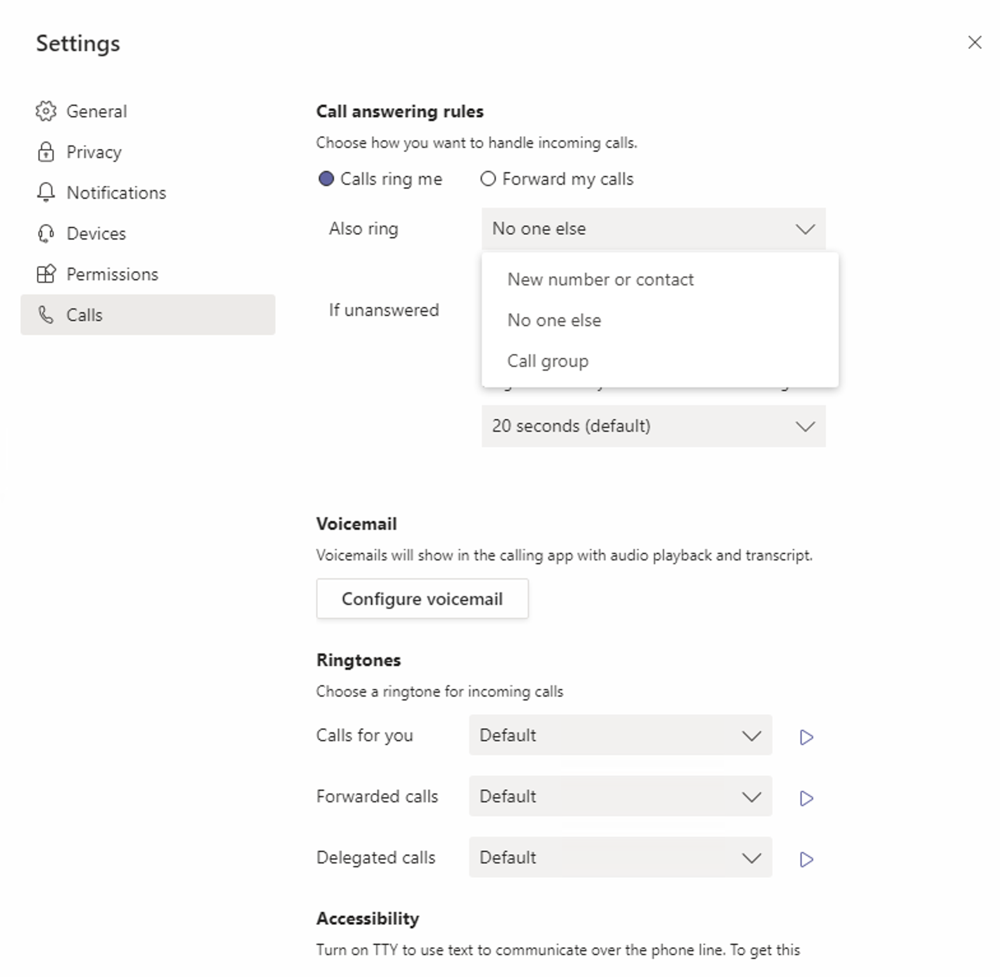 Settings
General
Privacy
Notifications
Devices
Permissions
Calls
Call answering rules
Choose how you want to handle incoming calls.
Calls ring me
Forward my calls
Also ring
No one else
New number or contact
No one else
Call group
If unanswered
20 seconds (default)
Voicemail
Voicemails will show in the calling app with audio playback and transcript.
Configure voicemail
Ringtones
Choose a ringtone for incoming calls
Calls for you
Default
Forwarded calls
Default
Delegated calls
Default
Accessibility
Turn on TTY to use text to communicate over the phone line. To get this